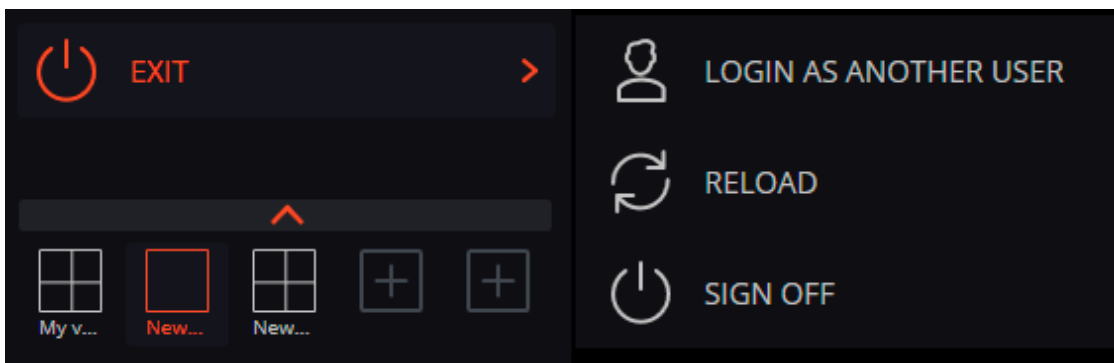 EXIT
My v...
New...
New...
LOGIN AS ANOTHER USER
RELOAD
SIGN OFF